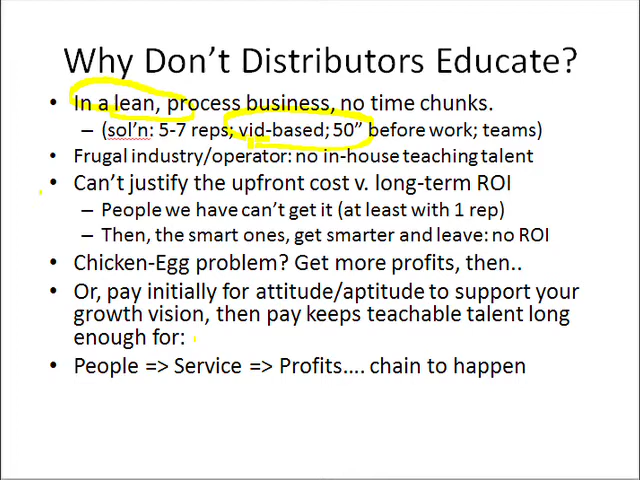 Why Don't Distributors Educate?
• In a lean, process business, no time chunks.
– (sol'n: 5-7 reps; vid-based; 50” before work; teams)
• Frugal industry/operator: no in-house teaching talent
• Can't justify the upfront cost v. long-term ROI
– People we have can't get it (at least with 1 rep)
– Then, the smart ones, get smarter and leave: no ROI
• Chicken-Egg problem? Get more profits, then..
• Or, pay initially for attitude/aptitude to support your
growth vision, then pay keeps teachable talent long
enough for:
• People => Service => Profits…. chain to happen